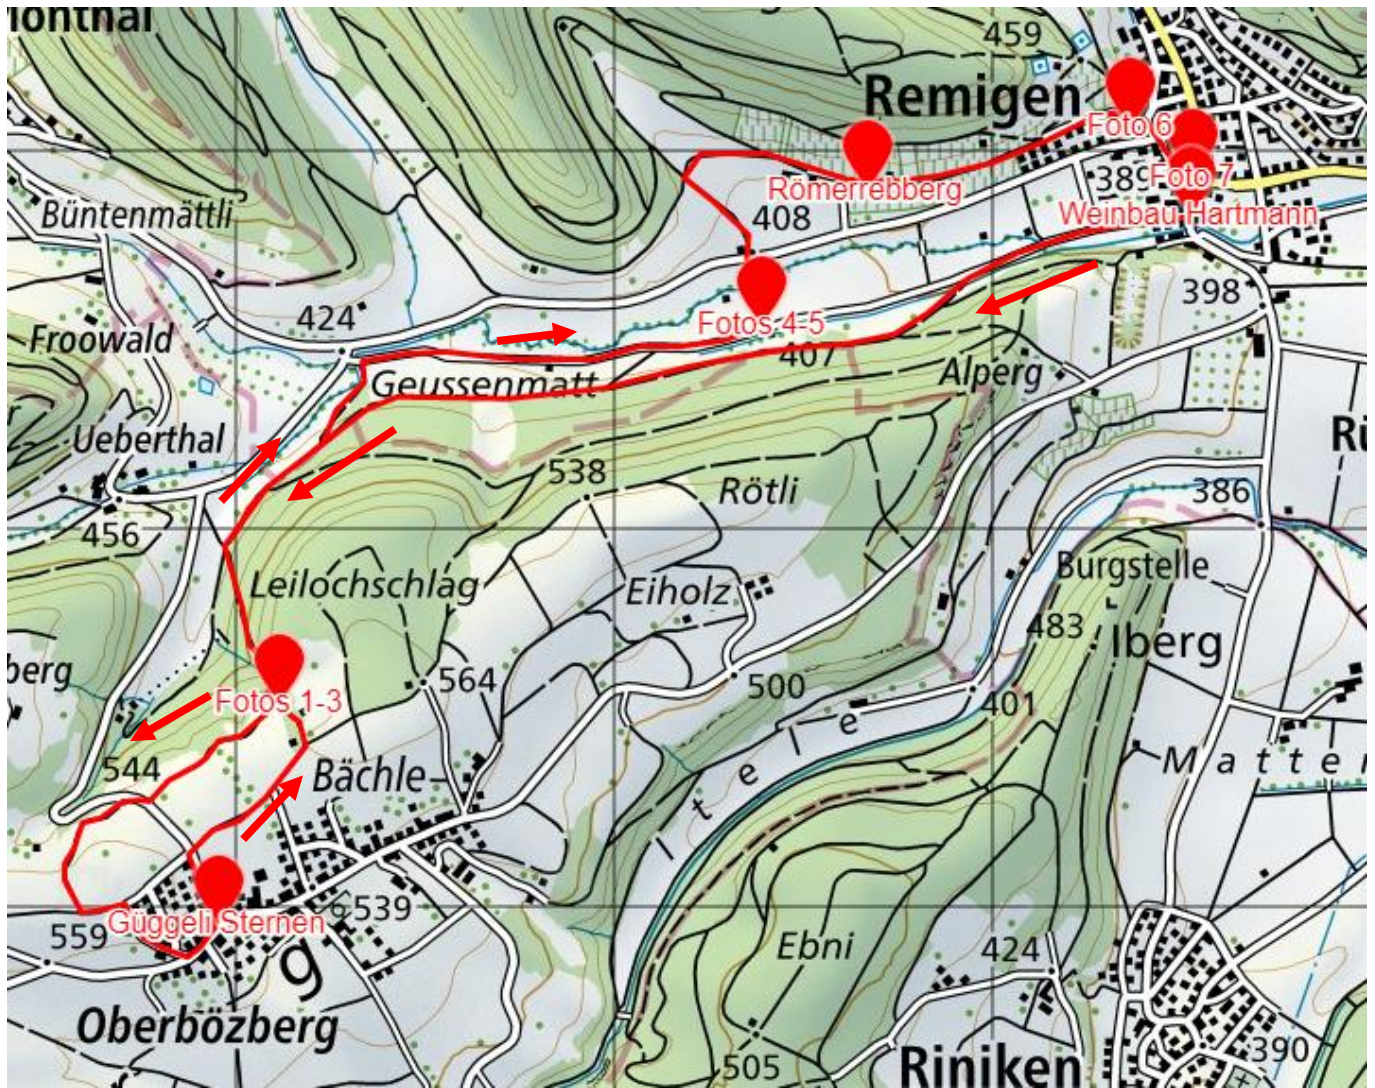 459
Remigen
Foto 6
389
Foto 7
Römerrebberg
408
Weinbau Hartmann
Büntenmättli
398
424
Fotos 4-5
Froowald
407
Geussenmatt
Alperg
Ueberthal
538
Rötli
386
456
Leilochschlag
Eiholz
Burgstelle
483
Iberg
berg
564
500
Fotos 1-3
401
544
Bächle
Itele
Matter
Güggeli Sternen
539
559
g
Ebni
424
Oberbözberg
505
Riniken
390